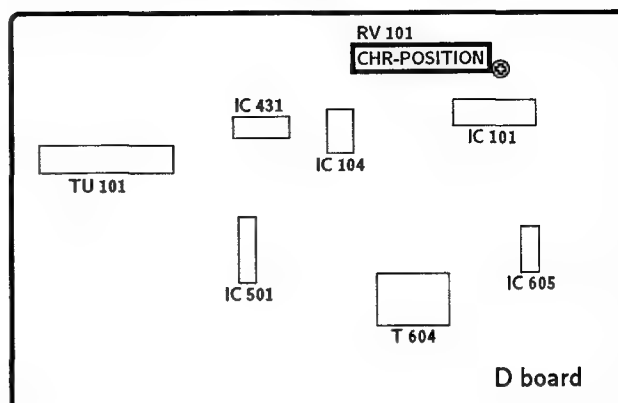 RV 101
CHR-POSITION
IC 431
IC 104
IC 101
TU 101
IC 501
IC 605
T 604
D board